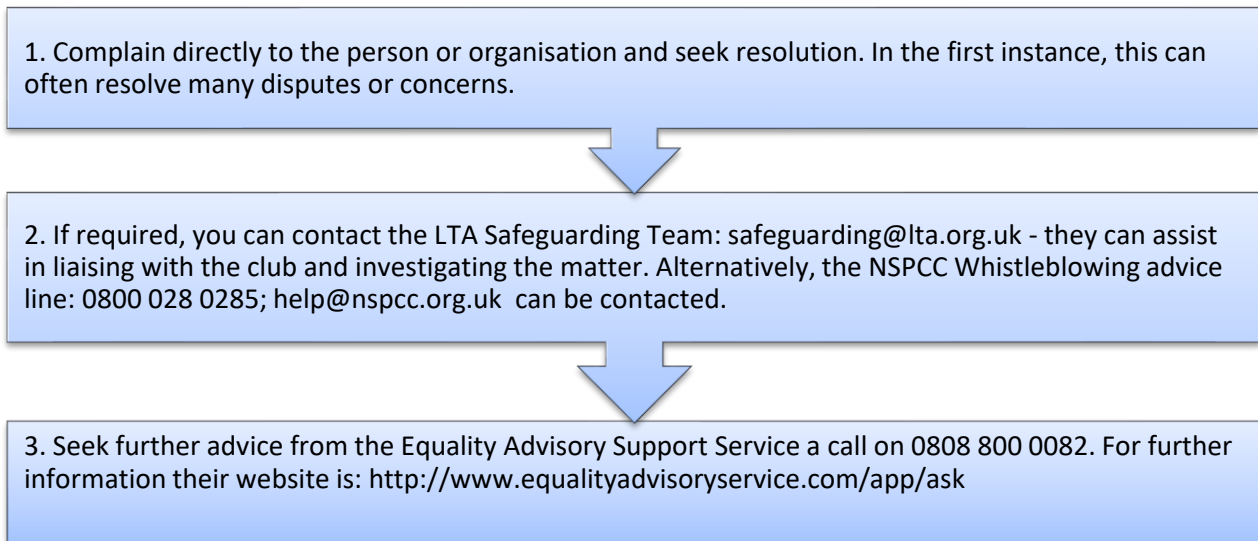 1. Complain directly to the person or organisation and seek resolution. In the first instance, this can
often resolve many disputes or concerns.
2. If required, you can contact the LTA Safeguarding Team: safeguarding@lta.org.uk - they can assist
in liaising with the club and investigating the matter. Alternatively, the NSPCC Whistleblowing advice
line: 0800 028 0285; help@nspcc.org.uk  can be contacted.
3. Seek further advice from the Equality Advisory Support Service a call on 0808 800 0082. For further
information their website is: http://www.equalityadvisoryservice.com/app/ask